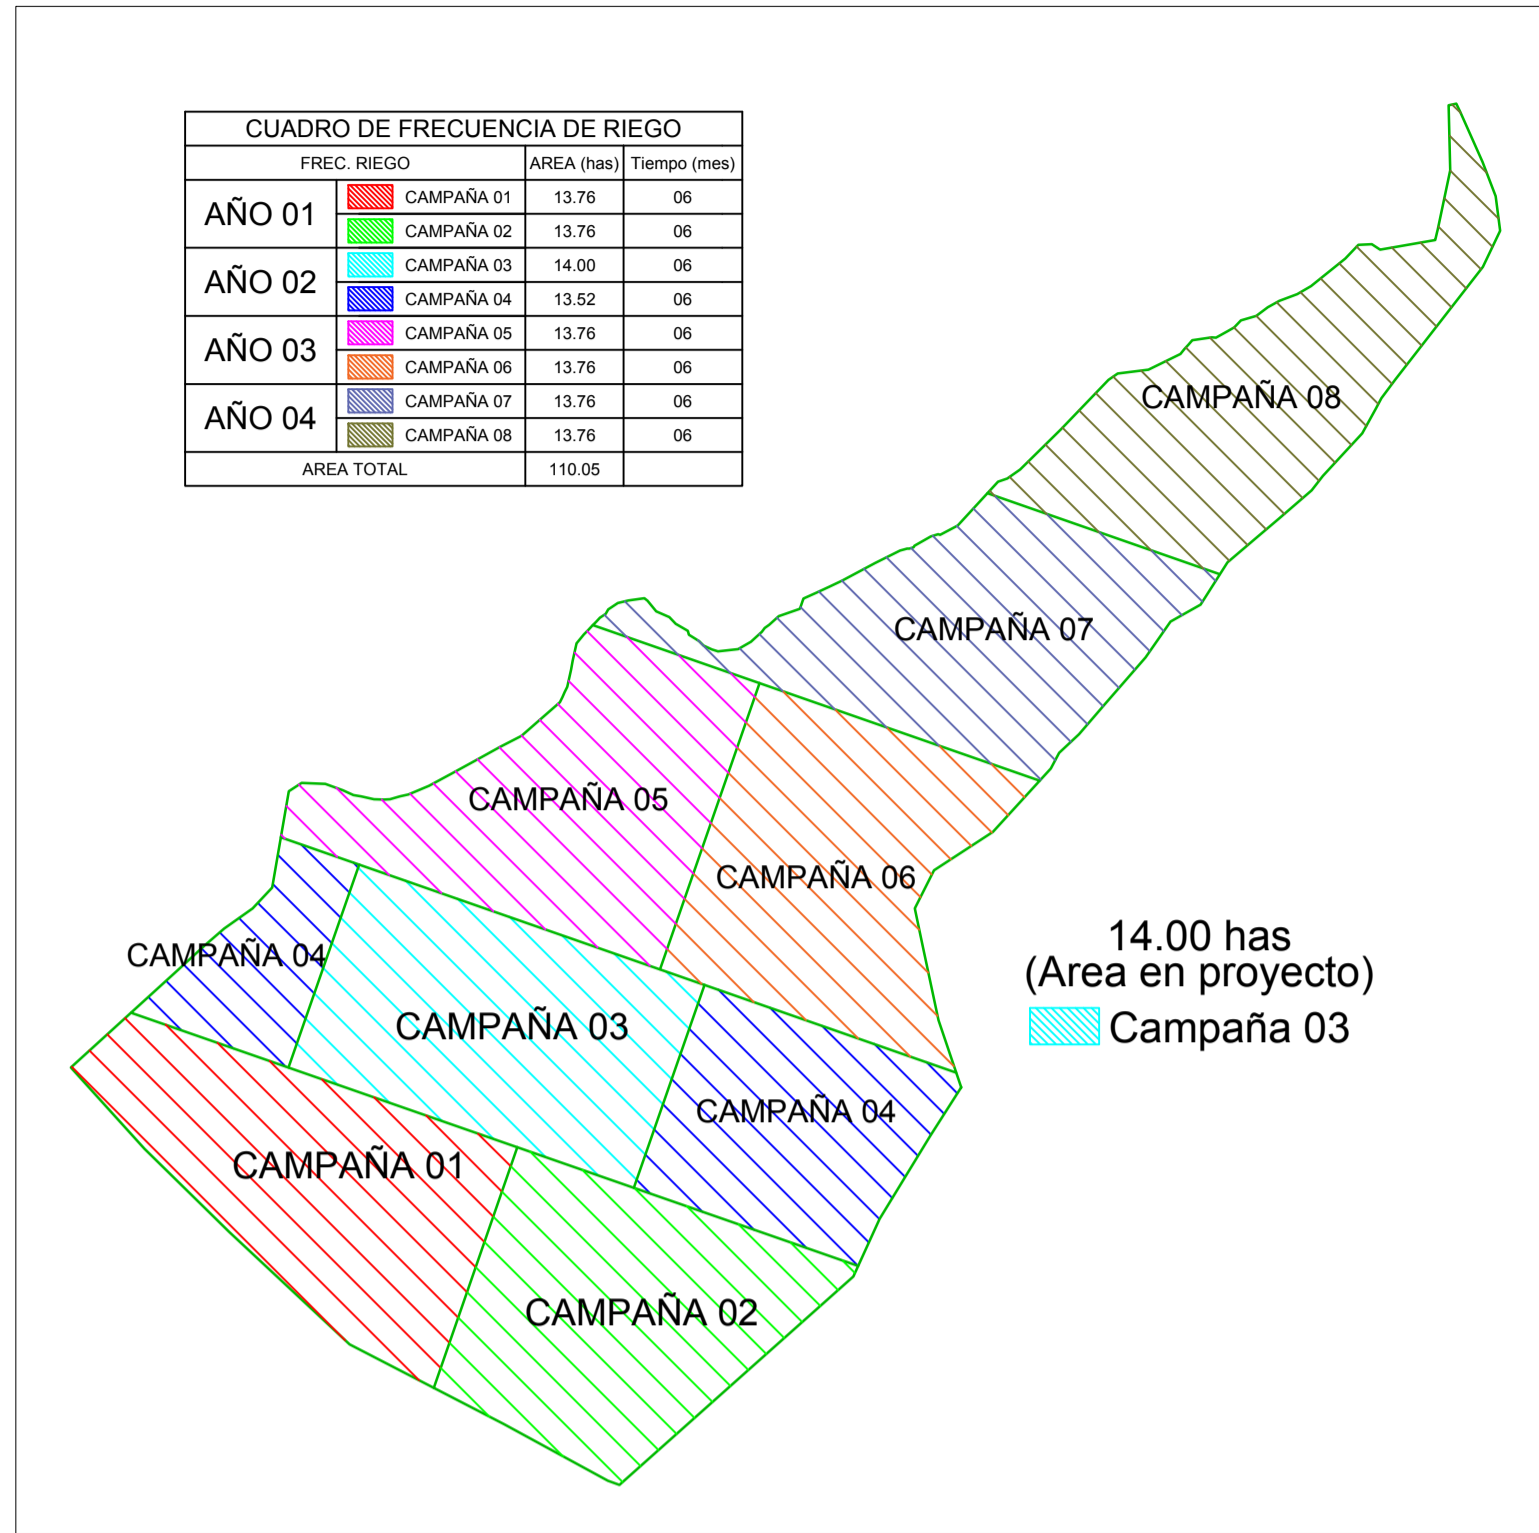 CUADRO DE FRECUENCIA DE RIEGO
FREC. RIEGO AREA (has) Tiempo (mes)
AÑO 01 CAMPAÑA 01 13.76 06
CAMPAÑA 02 13.76 06
AÑO 02 CAMPAÑA 03 14.00 06
CAMPAÑA 04 13.52 06
AÑO 03 CAMPAÑA 05 13.76 06
CAMPAÑA 06 13.76 06
AÑO 04 CAMPAÑA 07 13.76 06
CAMPAÑA 08 13.76 06
AREA TOTAL 110.05
CAMPAÑA 08
CAMPAÑA 07
CAMPAÑA 05
CAMPAÑA 06
CAMPAÑA 04
CAMPAÑA 03
CAMPAÑA 04
CAMPAÑA 01
CAMPAÑA 02
14.00 has
(Area en proyecto)
Campaña 03